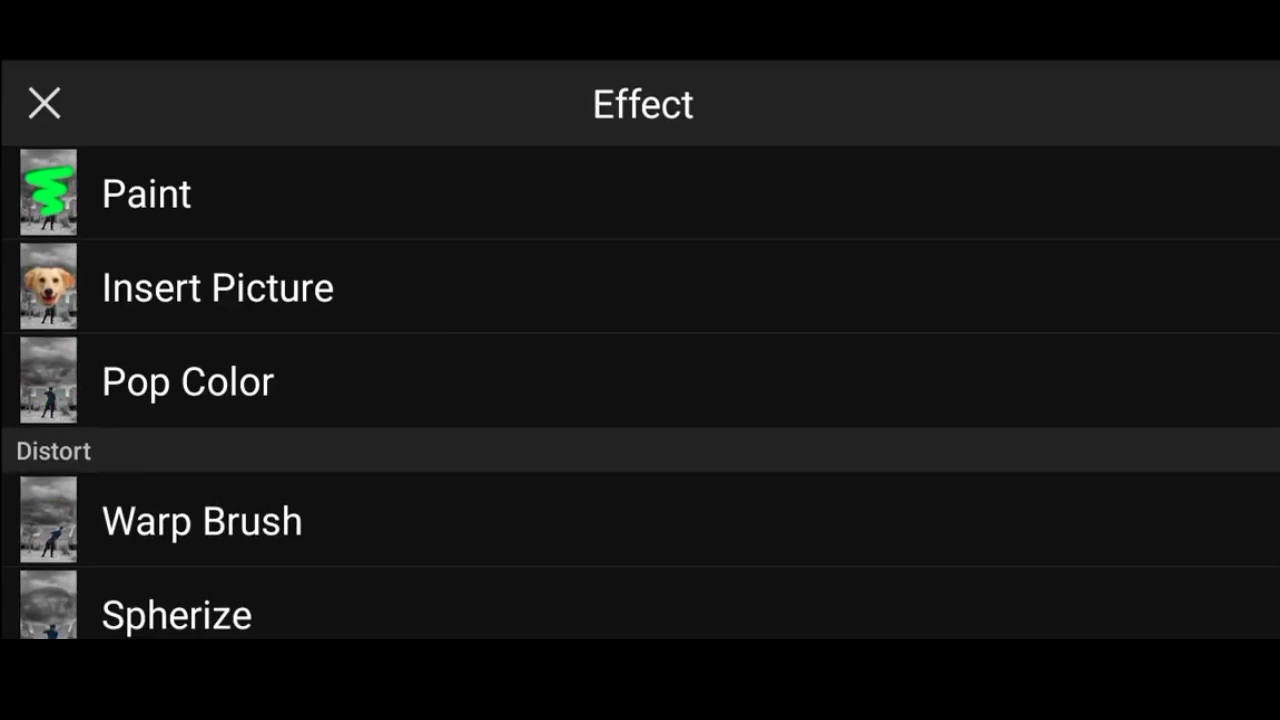 Effect
Paint
Insert Picture
Pop Color
Distort
Warp Brush
Spherize